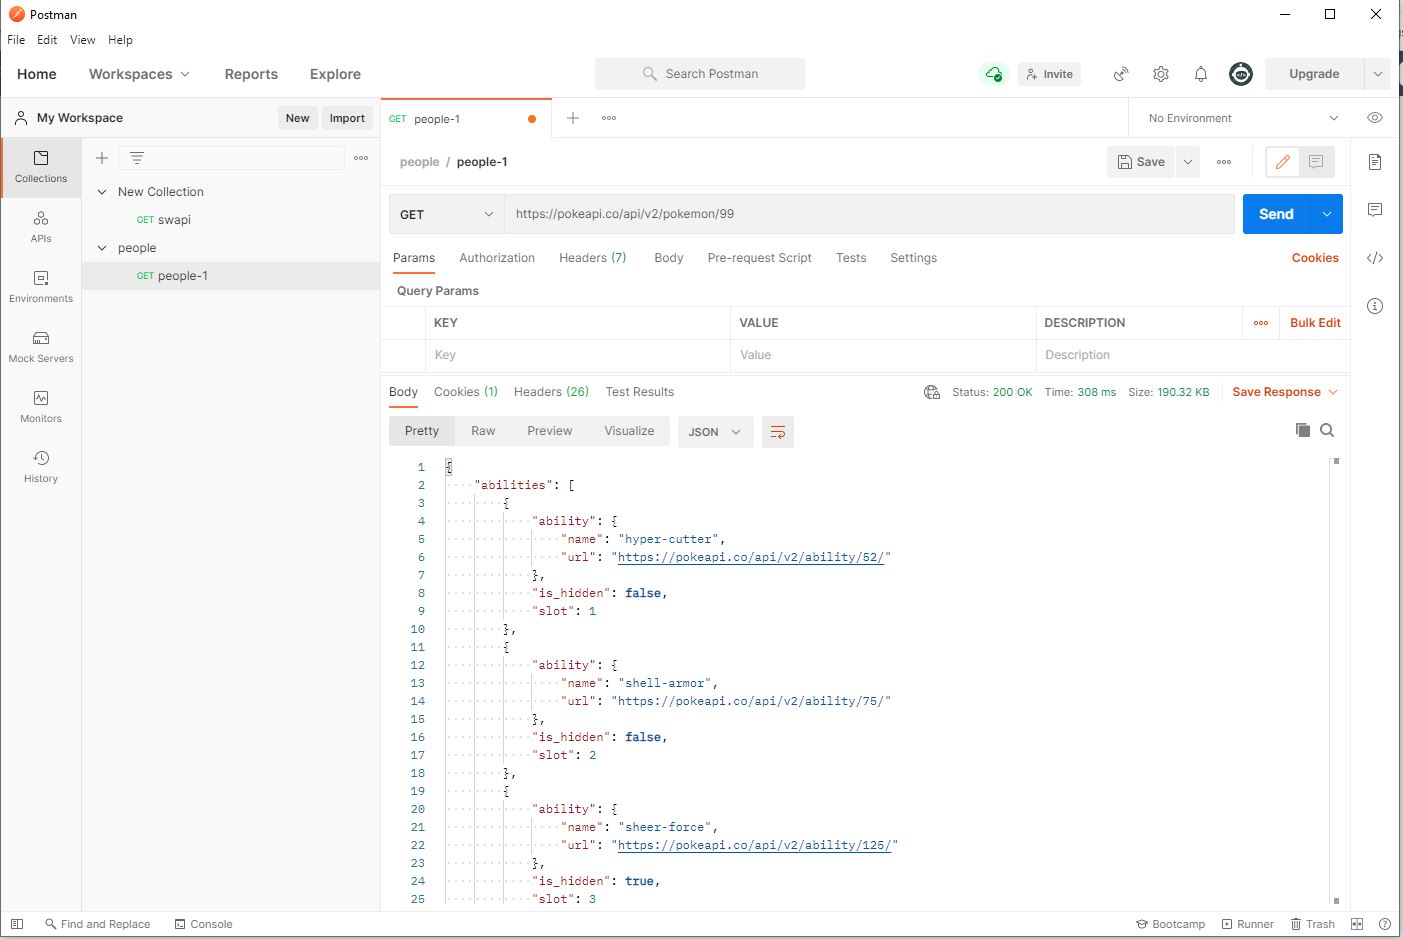 Postman
File Edit View Help
Home Workspaces Reports Explore
Search Postman
Invite
Upgrade
My Workspace
New Import
GET people-1
No Environment
Collections
APIs
Environments
Mock Servers
Monitors
History
New Collection
GET swapi
people
GET people-1
people / people-1
Save
GET https://pokeapi.co/api/v2/pokemon/99
Send
Params Authorization Headers (7) Body Pre-request Script Tests Settings
Cookies
Query Params
KEY VALUE DESCRIPTION
Bulk Edit
Key Value Description
Body Cookies (1) Headers (26) Test Results
Status: 200 OK Time: 308 ms Size: 190.32 KB
Save Response
Pretty Raw Preview Visualize
JSON
1 {
2 "abilities": [
3 {
4 "ability": {
5 "name": "hyper-cutter",
6 "url": "https://pokeapi.co/api/v2/ability/52/"
7 },
8 "is_hidden": false,
9 "slot": 1
10 },
11 {
12 "ability": {
13 "name": "shell-armor",
14 "url": "https://pokeapi.co/api/v2/ability/75/"
15 },
16 "is_hidden": false,
17 "slot": 2
18 },
19 {
20 "ability": {
21 "name": "sheer-force",
22 "url": "https://pokeapi.co/api/v2/ability/125/"
23 },
24 "is_hidden": true,
25 "slot": 3
Find and Replace Console
Bootcamp Runner Trash